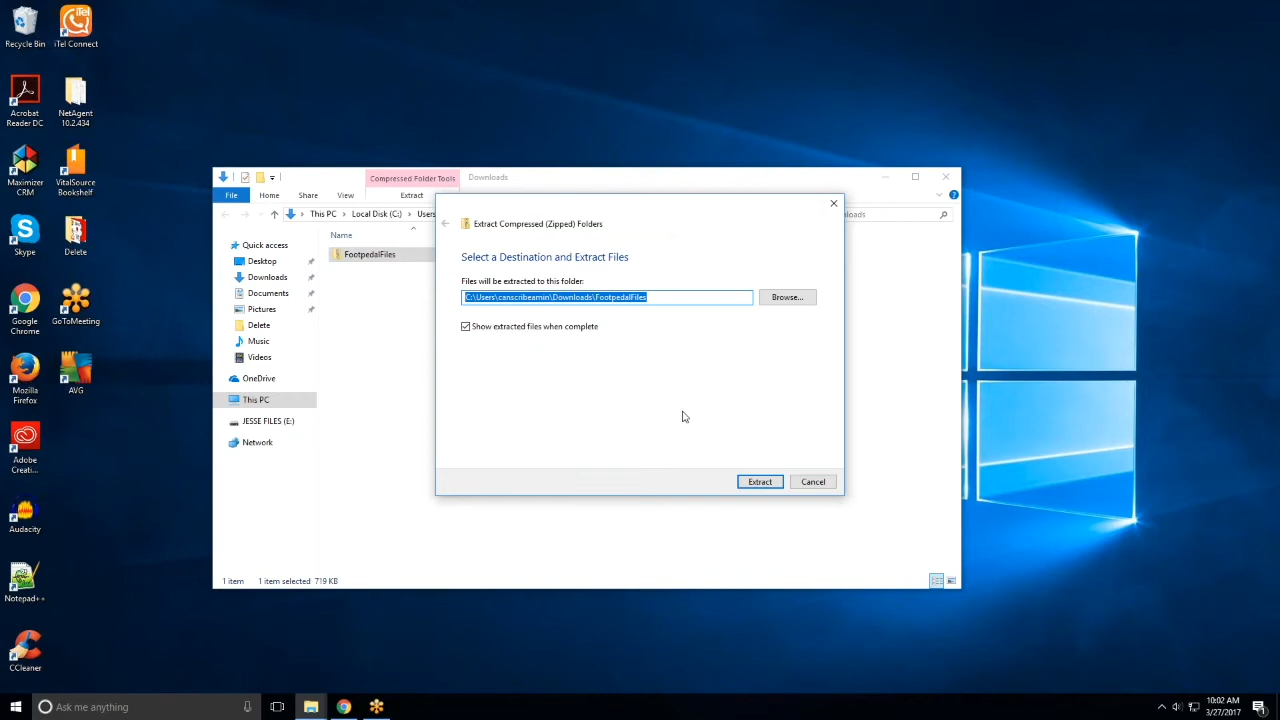 Recycle Bin
iTel Connect
Acrobat
Reader DC
NetAgent
10.2.434
Maximizer
CRM
VitalSource
Bookshelf
Skype
Delete
Google
Chrome
GoToMeeting
Mozilla
Firefox
AVG
Adobe
Creati...
Audacity
Notepad++
CCleaner
Compressed Folder Tools
Downloads
File
Home
Share
View
Extract
This PC > Local Disk (C:) > Users
loads
Quick access
Desktop
Downloads
Documents
Pictures
Delete
Music
Videos
OneDrive
This PC
JESSE FILES (E:)
Network
Name
FootpedalFiles
Extract Compressed (Zipped) Folders
Select a Destination and Extract Files
Files will be extracted to this folder:
C:\Users\canscribeamin\Downloads\FootpedalFiles
Browse...
Show extracted files when complete
Extract
Cancel
1 item
1 item selected 719 KB
Ask me anything
10:02 AM
3/27/2017
1